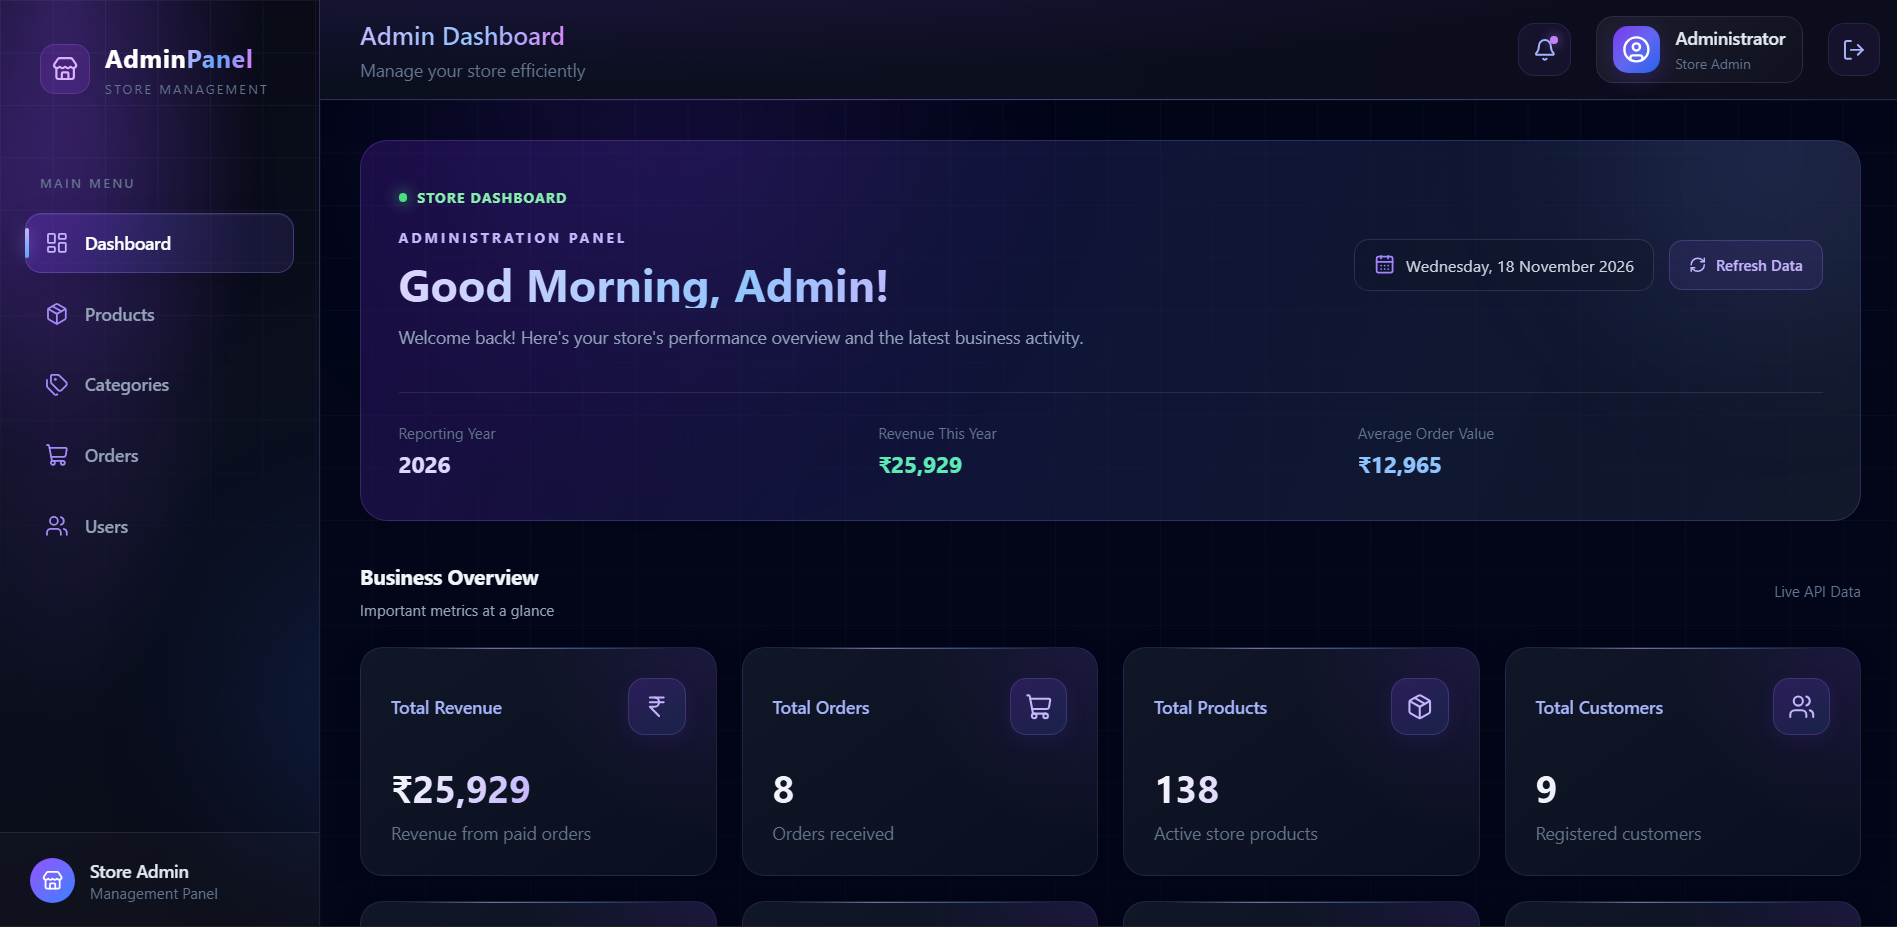 AdminPanel
STORE MANAGEMENT
MAIN MENU
Dashboard
Products
Categories
Orders
Users
Store Admin
Management Panel
Admin Dashboard
Manage your store efficiently
Administrator
Store Admin
STORE DASHBOARD
ADMINISTRATION PANEL
Good Morning, Admin!
Welcome back! Here's your store's performance overview and the latest business activity.
Wednesday, 18 November 2026
Refresh Data
Reporting Year
2026
Revenue This Year
₹25,929
Average Order Value
₹12,965
Business Overview
Important metrics at a glance
Live API Data
Total Revenue
₹25,929
Revenue from paid orders
Total Orders
8
Orders received
Total Products
138
Active store products
Total Customers
9
Registered customers